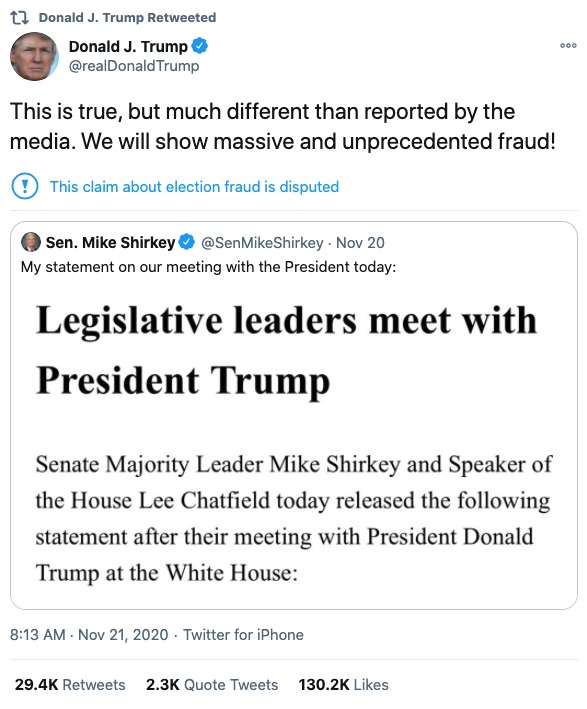 Donald J. Trump Retweeted
Donald J. Trump
@realDonaldTrump
This is true, but much different than reported by the
media. We will show massive and unprecedented fraud!
This claim about election fraud is disputed
Sen. Mike Shirkey @SenMikeShirkey · Nov 20
My statement on our meeting with the President today:
Legislative leaders meet with
President Trump
Senate Majority Leader Mike Shirkey and Speaker of
the House Lee Chatfield today released the following
statement after their meeting with President Donald
Trump at the White House:
8:13 AM · Nov 21, 2020 · Twitter for iPhone
29.4K Retweets 2.3K Quote Tweets 130.2K Likes